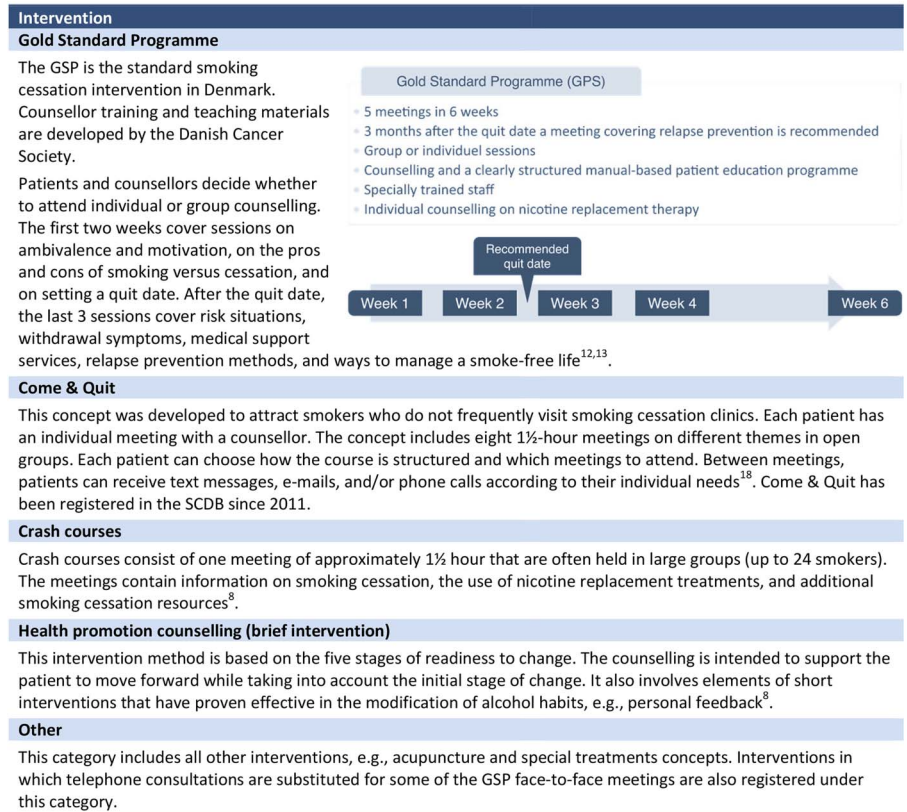 Intervention
Gold Standard Programme
The GSP is the standard smoking
cessation intervention in Denmark.
Counsellor training and teaching materials
are developed by the Danish Cancer
Society.
Patients and counsellors decide whether
to attend individual or group counselling.
The first two weeks cover sessions on
ambivalence and motivation, on the pros
and cons of smoking versus cessation, and
on setting a quit date. After the quit date,
the last 3 sessions cover risk situations,
withdrawal symptoms, medical support
services, relapse prevention methods, and ways to manage a smoke-free life12,13.
Gold Standard Programme (GPS)
5 meetings in 6 weeks
3 months after the quit date a meeting covering relapse prevention is recommended
Group or individuel sessions
Counselling and a clearly structured manual-based patient education programme
Specially trained staff
Individual counselling on nicotine replacement therapy
Recommended
quit date
Week 1 Week 2 Week 3 Week 4 Week 6
Come & Quit
This concept was developed to attract smokers who do not frequently visit smoking cessation clinics. Each patient has
an individual meeting with a counsellor. The concept includes eight 1½-hour meetings on different themes in open
groups. Each patient can choose how the course is structured and which meetings to attend. Between meetings,
patients can receive text messages, e-mails, and/or phone calls according to their individual needs18. Come & Quit has
been registered in the SCDB since 2011.
Crash courses
Crash courses consist of one meeting of approximately 1½ hour that are often held in large groups (up to 24 smokers).
The meetings contain information on smoking cessation, the use of nicotine replacement treatments, and additional
smoking cessation resources8.
Health promotion counselling (brief intervention)
This intervention method is based on the five stages of readiness to change. The counselling is intended to support the
patient to move forward while taking into account the initial stage of change. It also involves elements of short
interventions that have proven effective in the modification of alcohol habits, e.g., personal feedback8.
Other
This category includes all other interventions, e.g., acupuncture and special treatments concepts. Interventions in
which telephone consultations are substituted for some of the GSP face-to-face meetings are also registered under
this category.